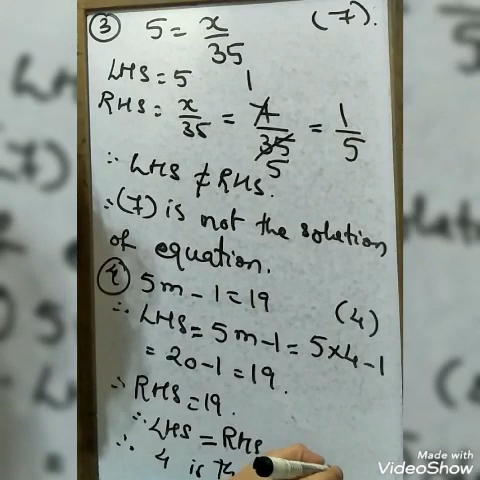 ③ 5 = x/35 (7).
LHS = 5
RHS = x/35 = 7/35 = 1/5
∴ LHS ≠ RHS.
∴ (7) is not the solution
of equation.
④ 5m - 1 = 19 (4)
∴ LHS = 5m - 1 = 5×4-1
= 20-1 = 19.
∴ RHS = 19.
∴ LHS = RHS
∴ 4 is
Made with
VideoShow